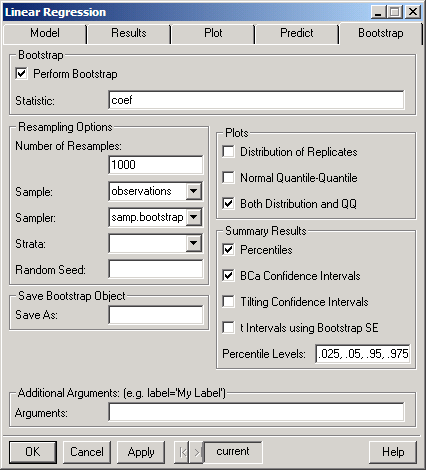 Linear Regression
Model Results Plot Predict Bootstrap
Bootstrap
Perform Bootstrap
Statistic: coef
Resampling Options
Number of Resamples:
1000
Sample: observations
Sampler: samp.bootstrap
Strata:
Random Seed:
Save Bootstrap Object
Save As:
Plots
Distribution of Replicates
Normal Quantile-Quantile
Both Distribution and QQ
Summary Results
Percentiles
BCa Confidence Intervals
Tilting Confidence Intervals
t Intervals using Bootstrap SE
Percentile Levels: .025, .05, .95, .975
Additional Arguments: (e.g. label='My Label')
Arguments:
OK Cancel Apply current Help